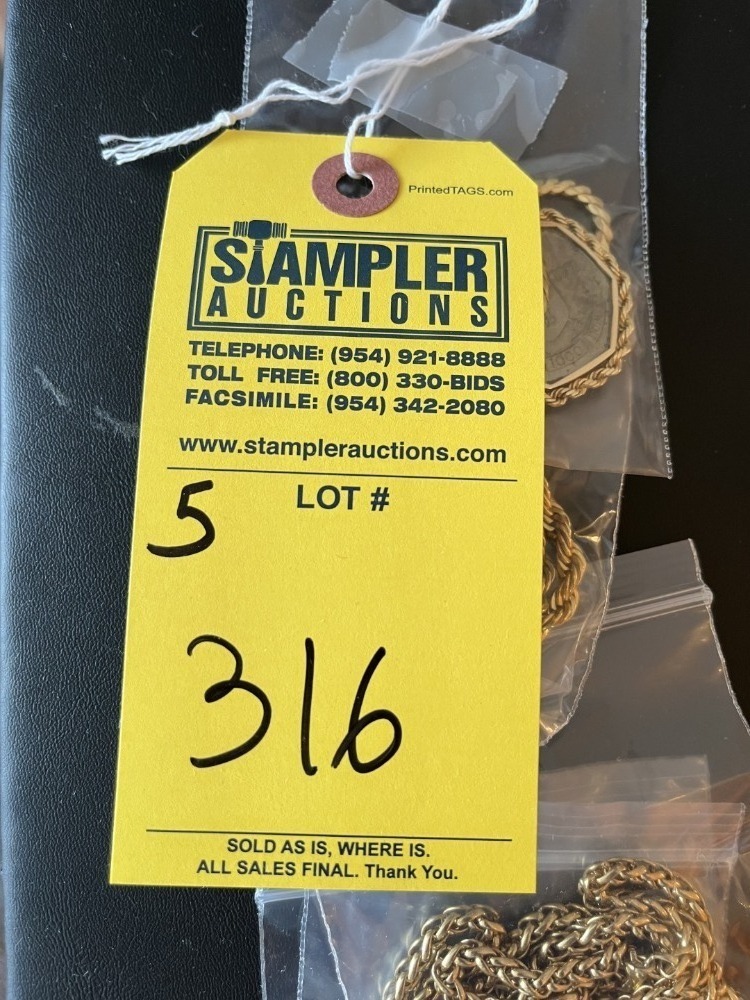 PrintedTAGS.com
STAMPLER
AUCTIONS
TELEPHONE: (954) 921-8888
TOLL FREE: (800) 330-BIDS
FACSIMILE: (954) 342-2080
www.stamplerauctions.com
LOT #
5
316
SOLD AS IS, WHERE IS.
ALL SALES FINAL. Thank You.